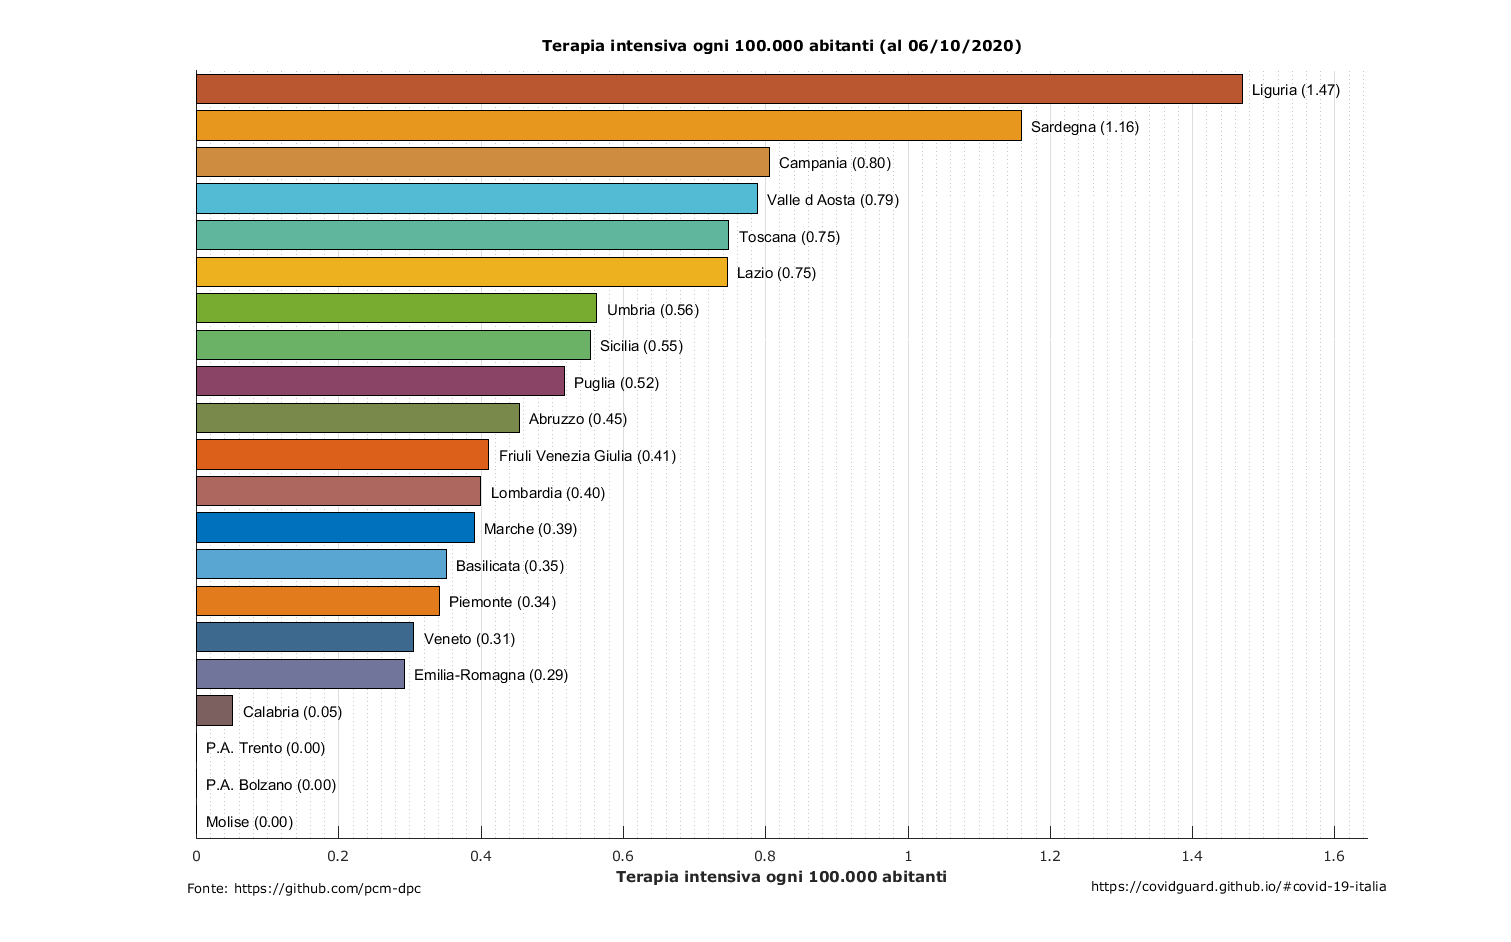 Terapia intensiva ogni 100.000 abitanti (al 06/10/2020)
Liguria (1.47)
Sardegna (1.16)
Campania (0.80)
Valle d Aosta (0.79)
Toscana (0.75)
Lazio (0.75)
Umbria (0.56)
Sicilia (0.55)
Puglia (0.52)
Abruzzo (0.45)
Friuli Venezia Giulia (0.41)
Lombardia (0.40)
Marche (0.39)
Basilicata (0.35)
Piemonte (0.34)
Veneto (0.31)
Emilia-Romagna (0.29)
Calabria (0.05)
P.A. Trento (0.00)
P.A. Bolzano (0.00)
Molise (0.00)
0 0.2 0.4 0.6 0.8 1 1.2 1.4 1.6
Terapia intensiva ogni 100.000 abitanti
Fonte: https://github.com/pcm-dpc
https://covidguard.github.io/#covid-19-italia